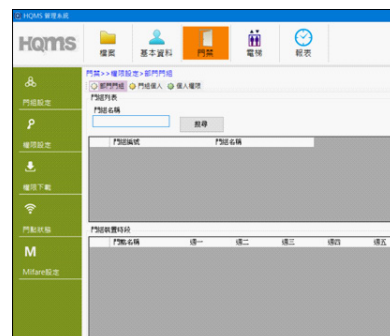 HQMS 管理系統
HQMS
檔案
基本資料
門禁
電梯
報表
門禁>>權限設定>部門門組
部門門組 門組個人 個人權限
門組列表
門組名稱
搜尋
門組編號 門組名稱
門組設定
權限設定
權限下載
門點狀態
M
Mifare設定
門組裝置時段
門點名稱 週一 週二 週三 週四 週五